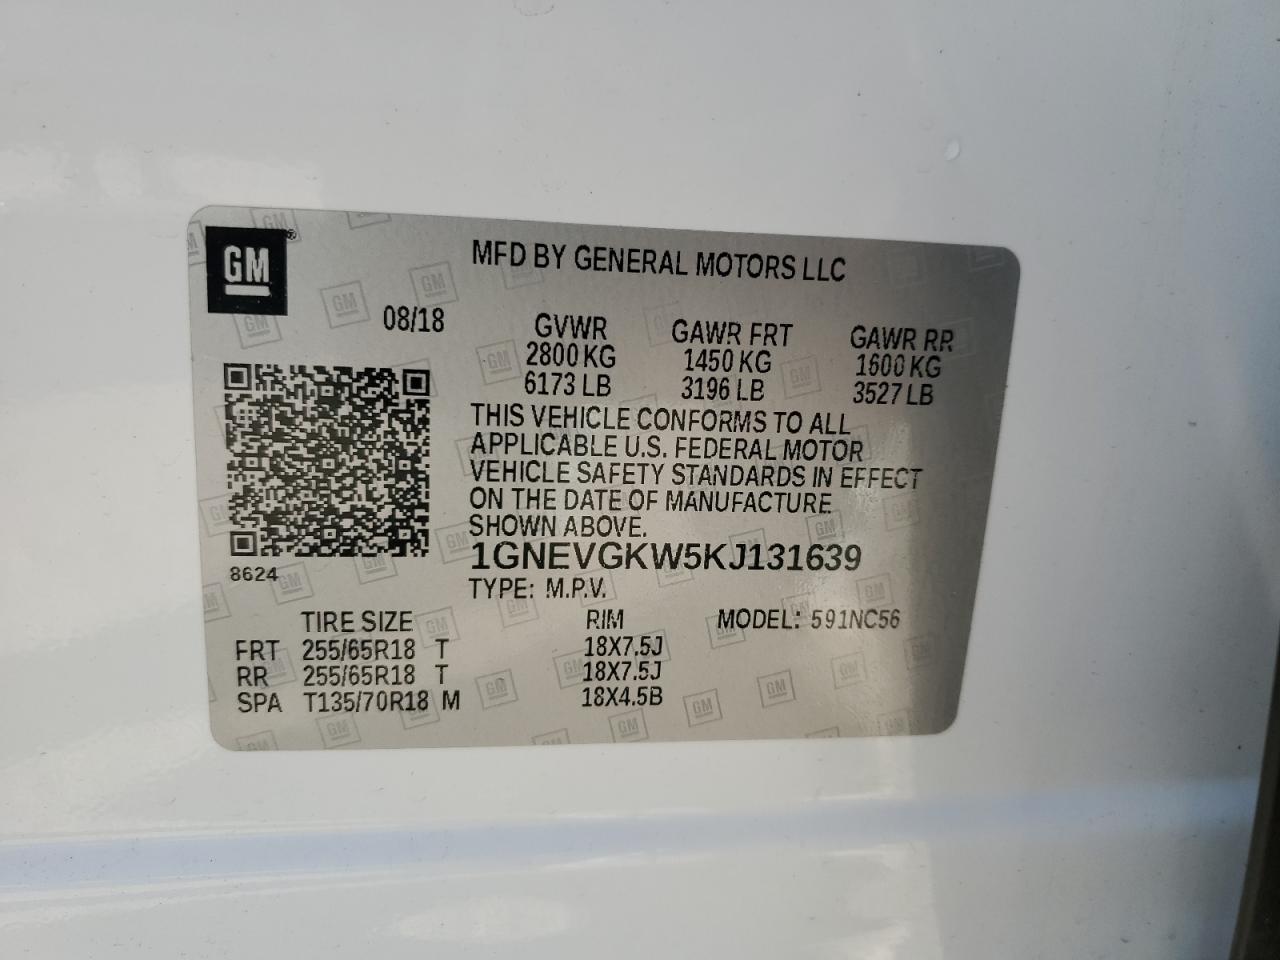 GM®
MFD BY GENERAL MOTORS LLC
08/18
GVWR GAWR FRT GAWR RR
2800 KG 1450 KG 1600 KG
6173 LB 3196 LB 3527 LB
THIS VEHICLE CONFORMS TO ALL
APPLICABLE U.S. FEDERAL MOTOR
VEHICLE SAFETY STANDARDS IN EFFECT
ON THE DATE OF MANUFACTURE
SHOWN ABOVE.
1GNEVGKW5KJ131639
8624
TYPE: M.P.V.
TIRE SIZE RIM MODEL: 591NC56
FRT 255/65R18 T 18X7.5J
RR 255/65R18 T 18X7.5J
SPA T135/70R18 M 18X4.5B